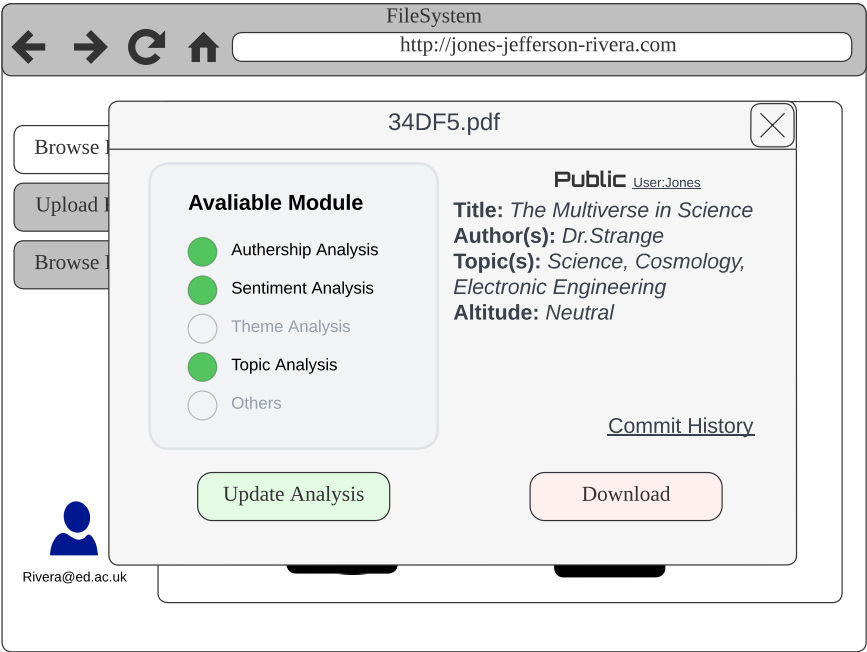 FileSystem
http://jones-jefferson-rivera.com
34DF5.pdf
Browse
Upload
Browse
Avaliable Module
Authership Analysis
Sentiment Analysis
Theme Analysis
Topic Analysis
Others
Public User:Jones
Title: The Multiverse in Science
Author(s): Dr.Strange
Topic(s): Science, Cosmology,
Electronic Engineering
Altitude: Neutral
Commit History
Update Analysis
Download
Rivera@ed.ac.uk